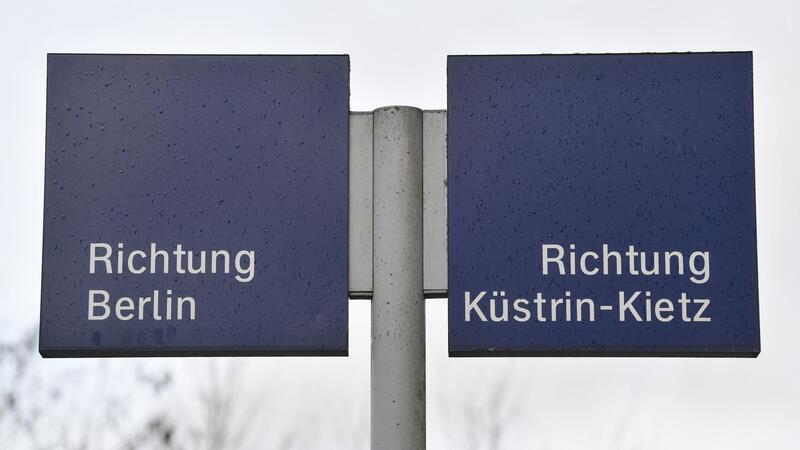 Richtung
Berlin
Richtung
Küstrin-Kietz